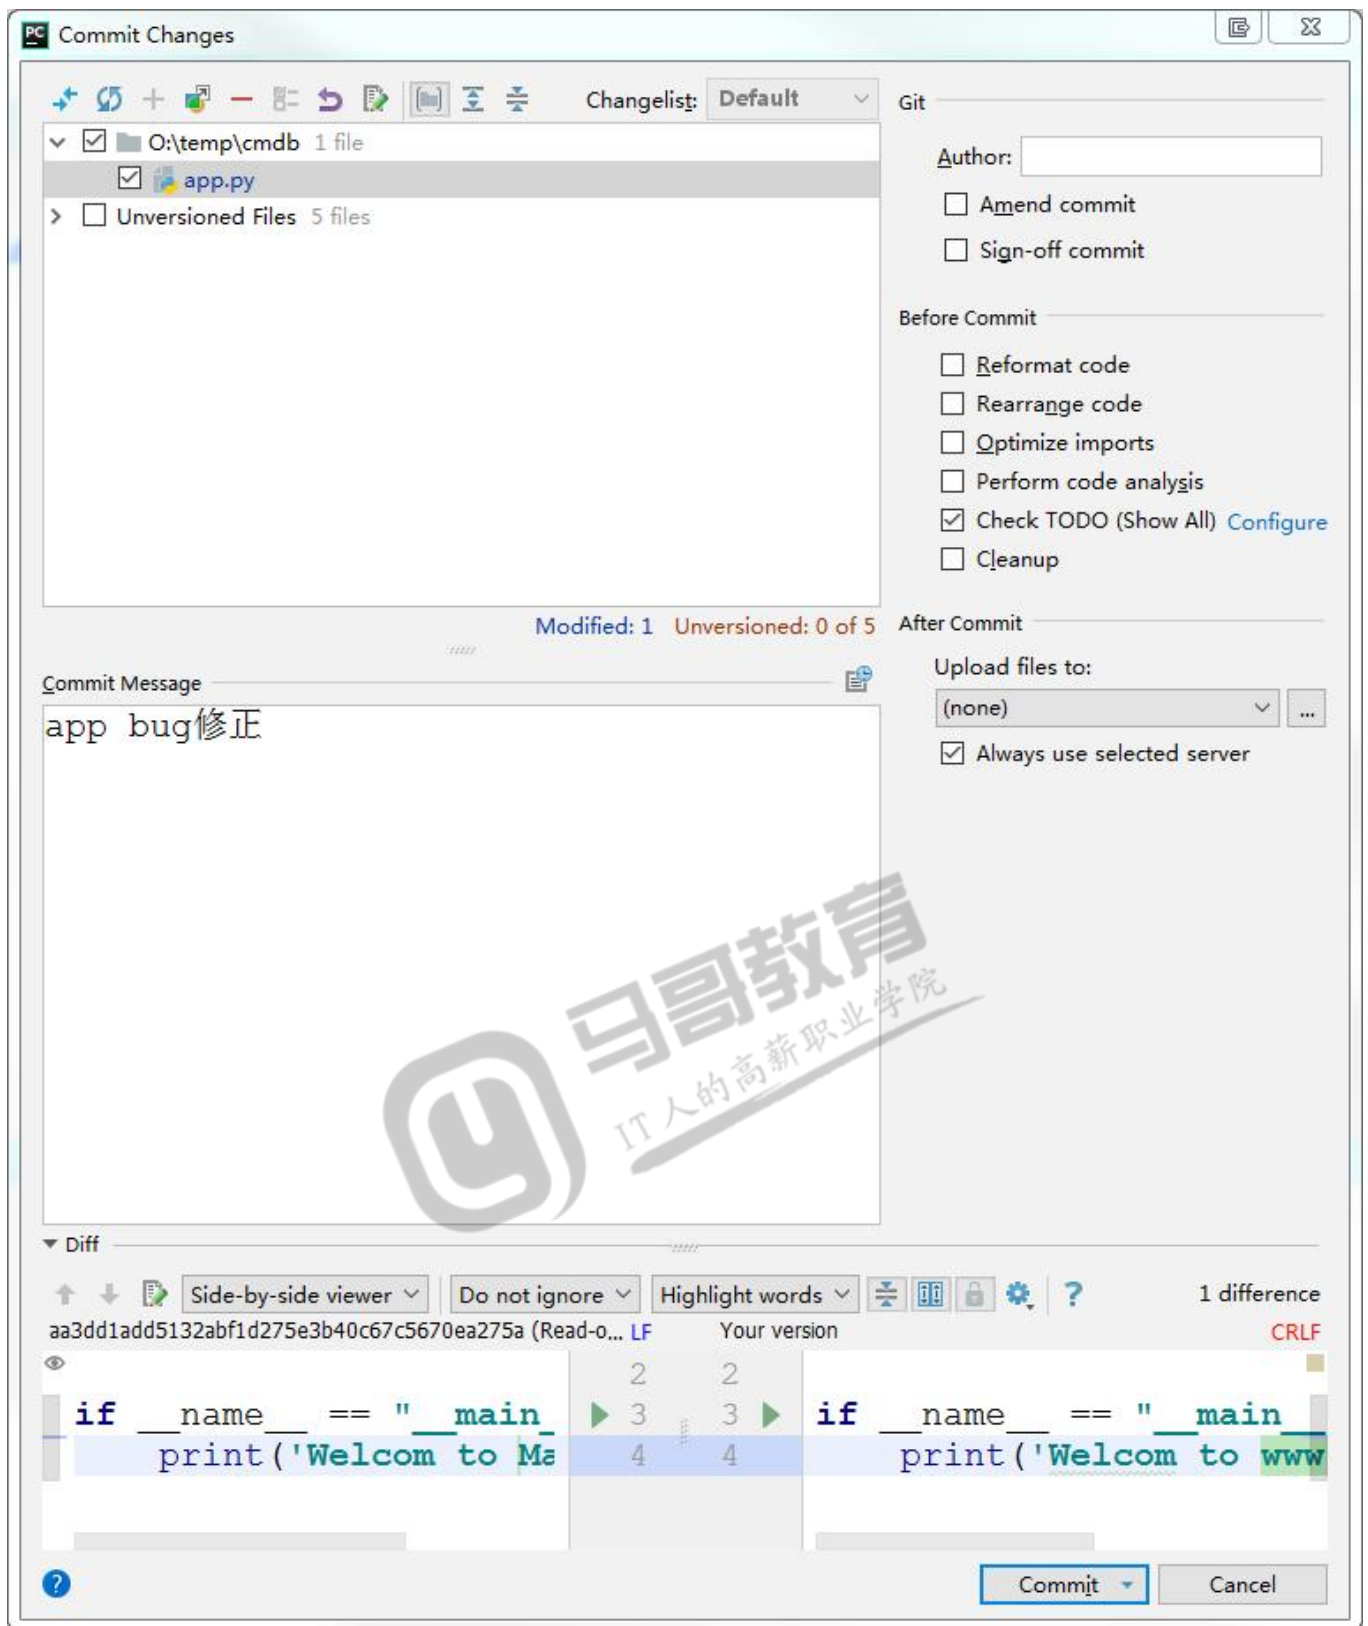 PC Commit Changes
Changelist: Default
O:\temp\cmdb 1 file
app.py
Unversioned Files 5 files
Modified: 1 Unversioned: 0 of 5
Git
Author:
Amend commit
Sign-off commit
Before Commit
Reformat code
Rearrange code
Optimize imports
Perform code analysis
Check TODO (Show All) Configure
Cleanup
After Commit
Upload files to:
(none) ...
Always use selected server
Commit Message
app bug修正
马哥教育
IT人的高薪职业学院
Diff
Side-by-side viewer Do not ignore Highlight words ? 1 difference
aa3dd1add5132abf1d275e3b40c67c5670ea275a (Read-o... LF Your version CRLF
2 2
if __name__ == "__main_ 3 3 if __name__ == "__main__
print('Welcom to Ma 4 4 print('Welcom to www
? Commit Cancel